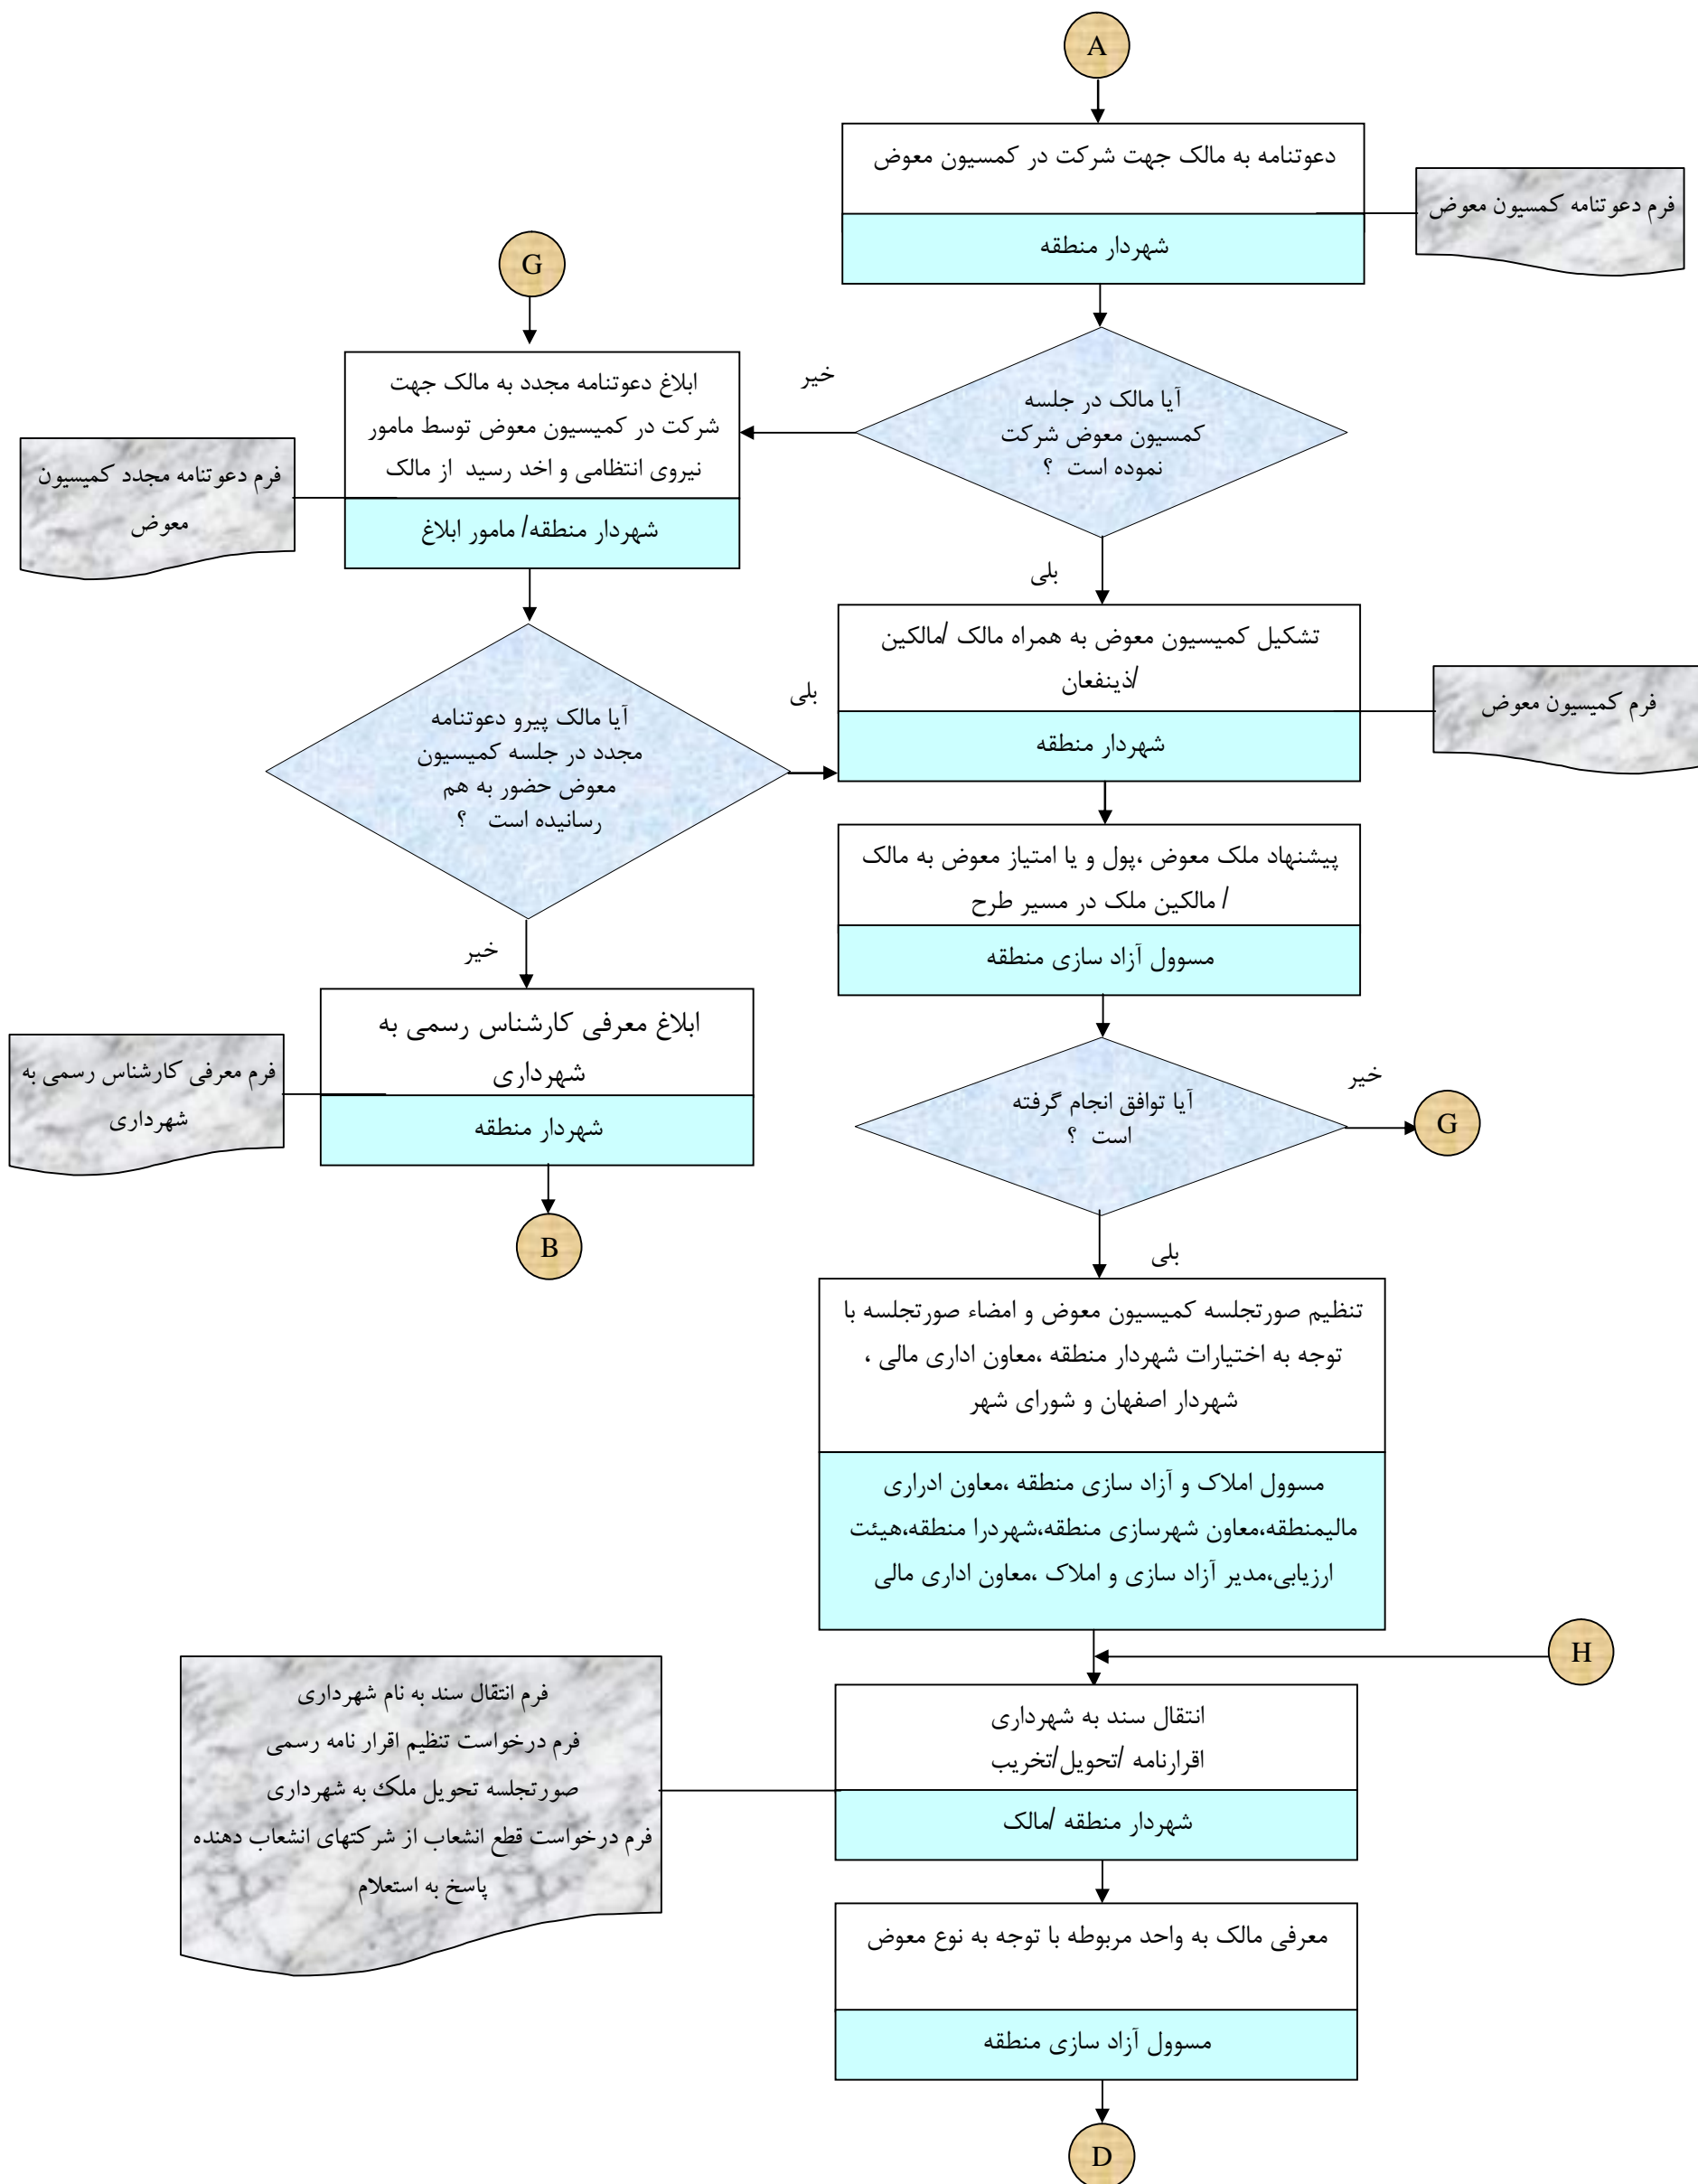 A
دعوتنامه به مالک جهت شرکت در کمسیون معوض
شهردار منطقه
فرم دعوتنامه کمسیون معوض
آیا مالک در جلسه
کمسیون معوض شرکت
نموده است ؟
خیر
بلی
G
ابلاغ دعوتنامه مجدد به مالک جهت
شرکت در کمیسیون معوض توسط مامور
نیروی انتظامی و اخد رسید از مالک
شهردار منطقه/ مامور ابلاغ
فرم دعوتنامه مجدد کمیسیون
معوض
آیا مالک پیرو دعوتنامه
مجدد در جلسه کمیسیون
معوض حضور به هم
رسانیده است ؟
بلی
خیر
تشکیل کمیسیون معوض به همراه مالک /مالکین
/ذینفعان
شهردار منطقه
فرم کمیسیون معوض
پیشنهاد ملک معوض ،پول و یا امتیاز معوض به مالک
/ مالکین ملک در مسیر طرح
مسوول آزاد سازی منطقه
ابلاغ معرفی کارشناس رسمی به
شهرداری
شهردار منطقه
فرم معرفی کارشناس رسمی به
شهرداری
B
آیا توافق انجام گرفته
است ؟
خیر
G
بلی
تنظیم صورتجلسه کمیسیون معوض و امضاء صورتجلسه با
توجه به اختیارات شهردار منطقه ،معاون اداری مالی ،
شهردار اصفهان و شورای شهر
مسوول املاک و آزاد سازی منطقه ،معاون ادراری
مالیمنطقه،معاون شهرسازی منطقه،شهردرا منطقه،هیئت
ارزیابی،مدیر آزاد سازی و املاک ،معاون اداری مالی
H
انتقال سند به شهرداری
اقرارنامه /تحویل/تخریب
شهردار منطقه /مالک
فرم انتقال سند به نام شهرداری
فرم درخواست تنظیم اقرار نامه رسمی
صورتجلسه تحویل ملک به شهرداری
فرم درخواست قطع انشعاب از شرکتهای انشعاب دهنده
پاسخ به استعلام
معرفی مالک به واحد مربوطه با توجه به نوع معوض
مسوول آزاد سازی منطقه
D